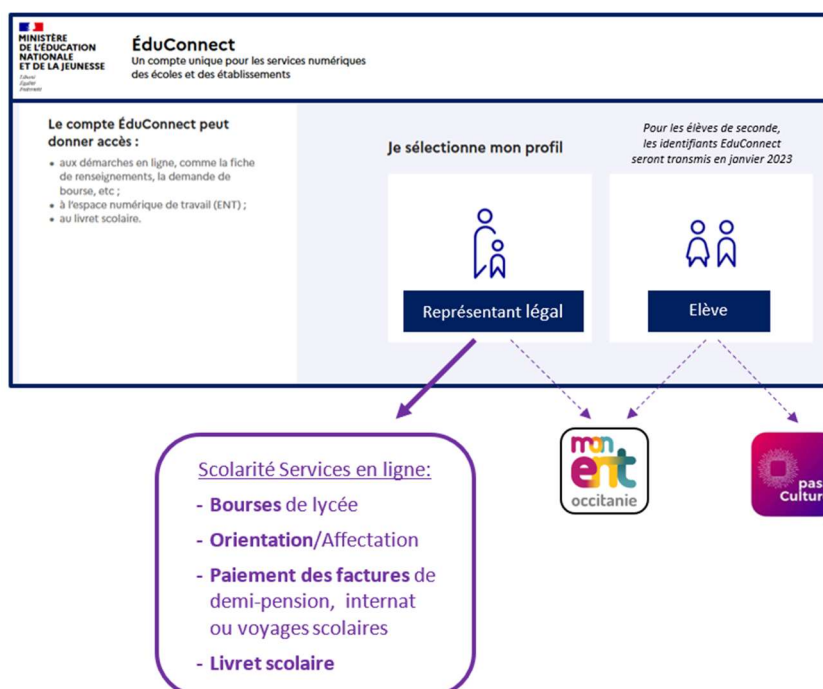 MINISTÈRE
DE L'ÉDUCATION
NATIONALE
ET DE LA JEUNESSE
Liberté
Égalité
Fraternité
ÉduConnect
Un compte unique pour les services numériques
des écoles et des établissements
Le compte ÉduConnect peut
donner accès :
• aux démarches en ligne, comme la fiche
de renseignements, la demande de
bourse, etc ;
• à l'espace numérique de travail (ENT) ;
• au livret scolaire.
Je sélectionne mon profil
Pour les élèves de seconde,
les identifiants EduConnect
seront transmis en janvier 2023
Représentant légal
Elève
Scolarité Services en ligne:
- Bourses de lycée
- Orientation/Affectation
- Paiement des factures de
demi-pension, internat
ou voyages scolaires
- Livret scolaire
mon
ent
occitanie
pas
Cultur